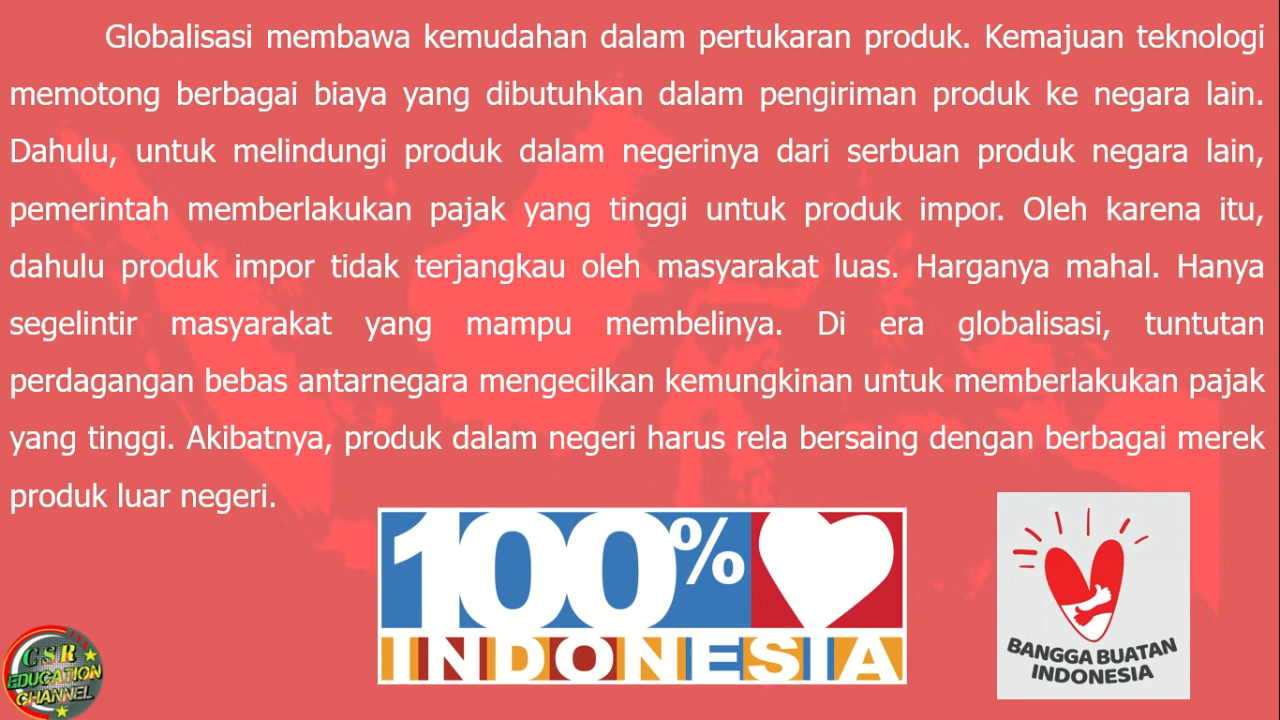 Globalisasi membawa kemudahan dalam pertukaran produk. Kemajuan teknologi
memotong berbagai biaya yang dibutuhkan dalam pengiriman produk ke negara lain.
Dahulu, untuk melindungi produk dalam negerinya dari serbuan produk negara lain,
pemerintah memberlakukan pajak yang tinggi untuk produk impor. Oleh karena itu,
dahulu produk impor tidak terjangkau oleh masyarakat luas. Harganya mahal. Hanya
segelintir masyarakat yang mampu membelinya. Di era globalisasi, tuntutan
perdagangan bebas antarnegara mengecilkan kemungkinan untuk memberlakukan pajak
yang tinggi. Akibatnya, produk dalam negeri harus rela bersaing dengan berbagai merek
produk luar negeri.
100%
INDONESIA
BANGGA BUATAN
INDONESIA
GSR
EDUCATION
CHANNEL